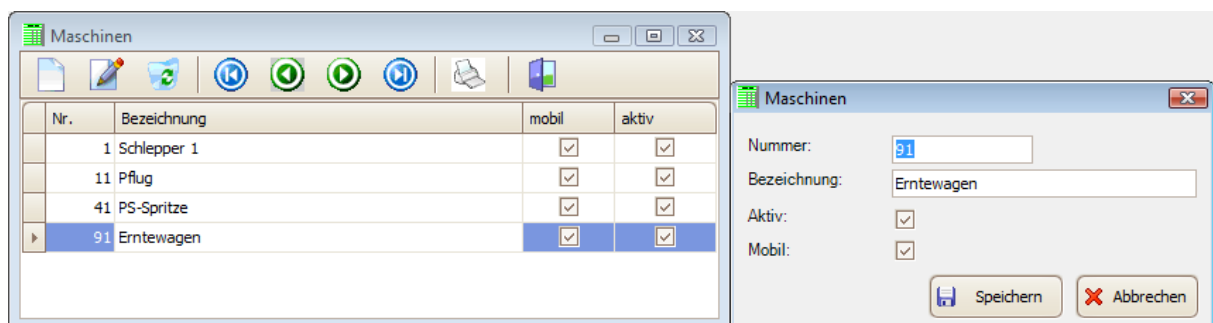 Maschinen
Nr. Bezeichnung mobil aktiv
1 Schlepper 1
11 Pflug
41 PS-Spritze
91 Erntewagen
Maschinen
Nummer: 91
Bezeichnung: Erntewagen
Aktiv:
Mobil:
Speichern Abbrechen